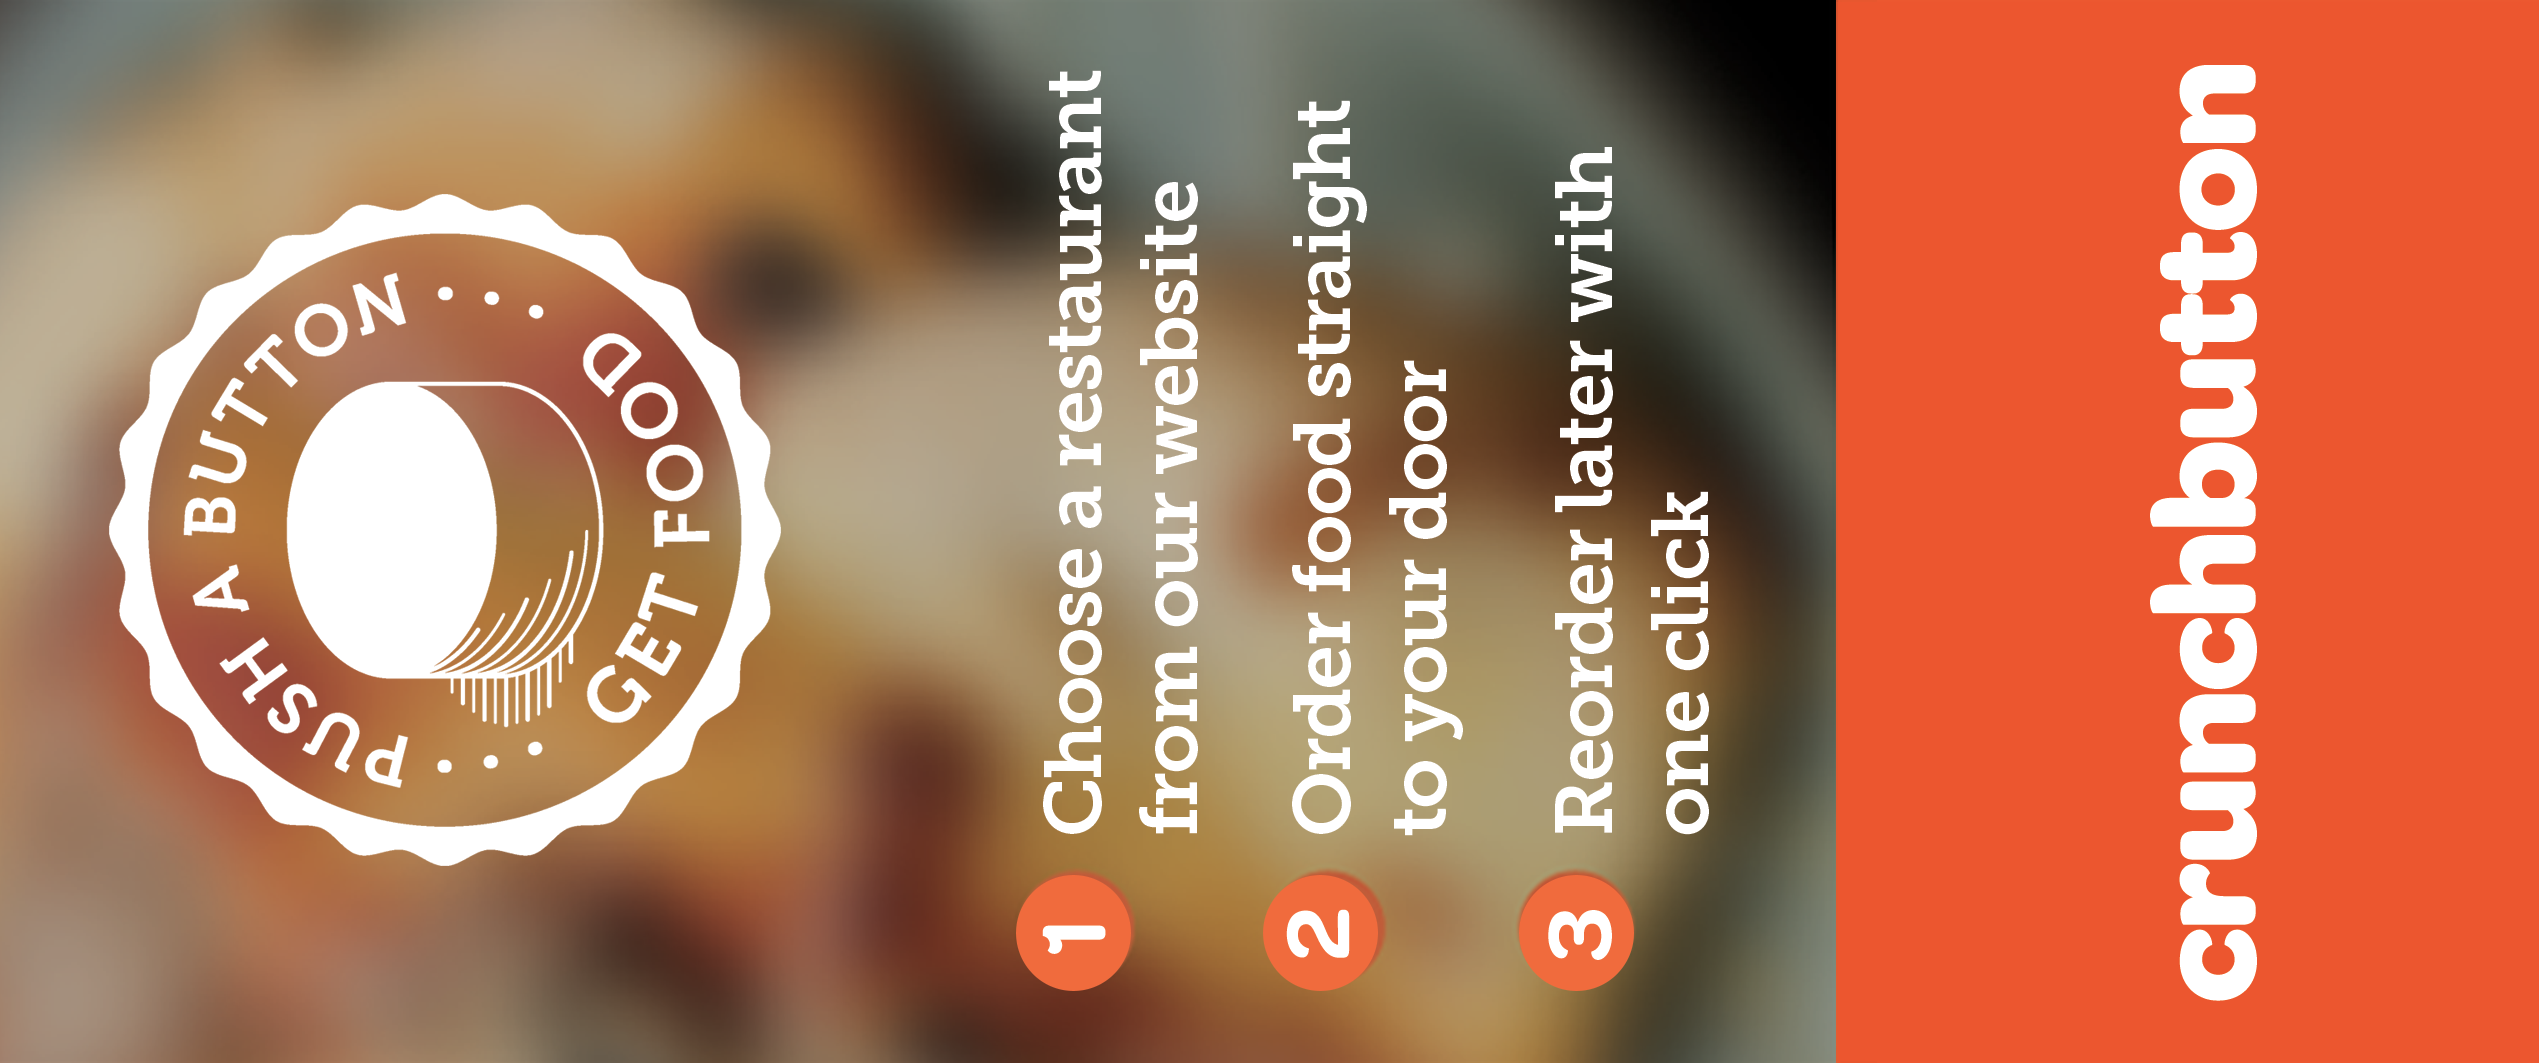 PUSH A BUTTON...
GET FOOD...
1 Choose a restaurant
from our website
2 Order food straight
to your door
3 Reorder later with
one click
crunchbutton